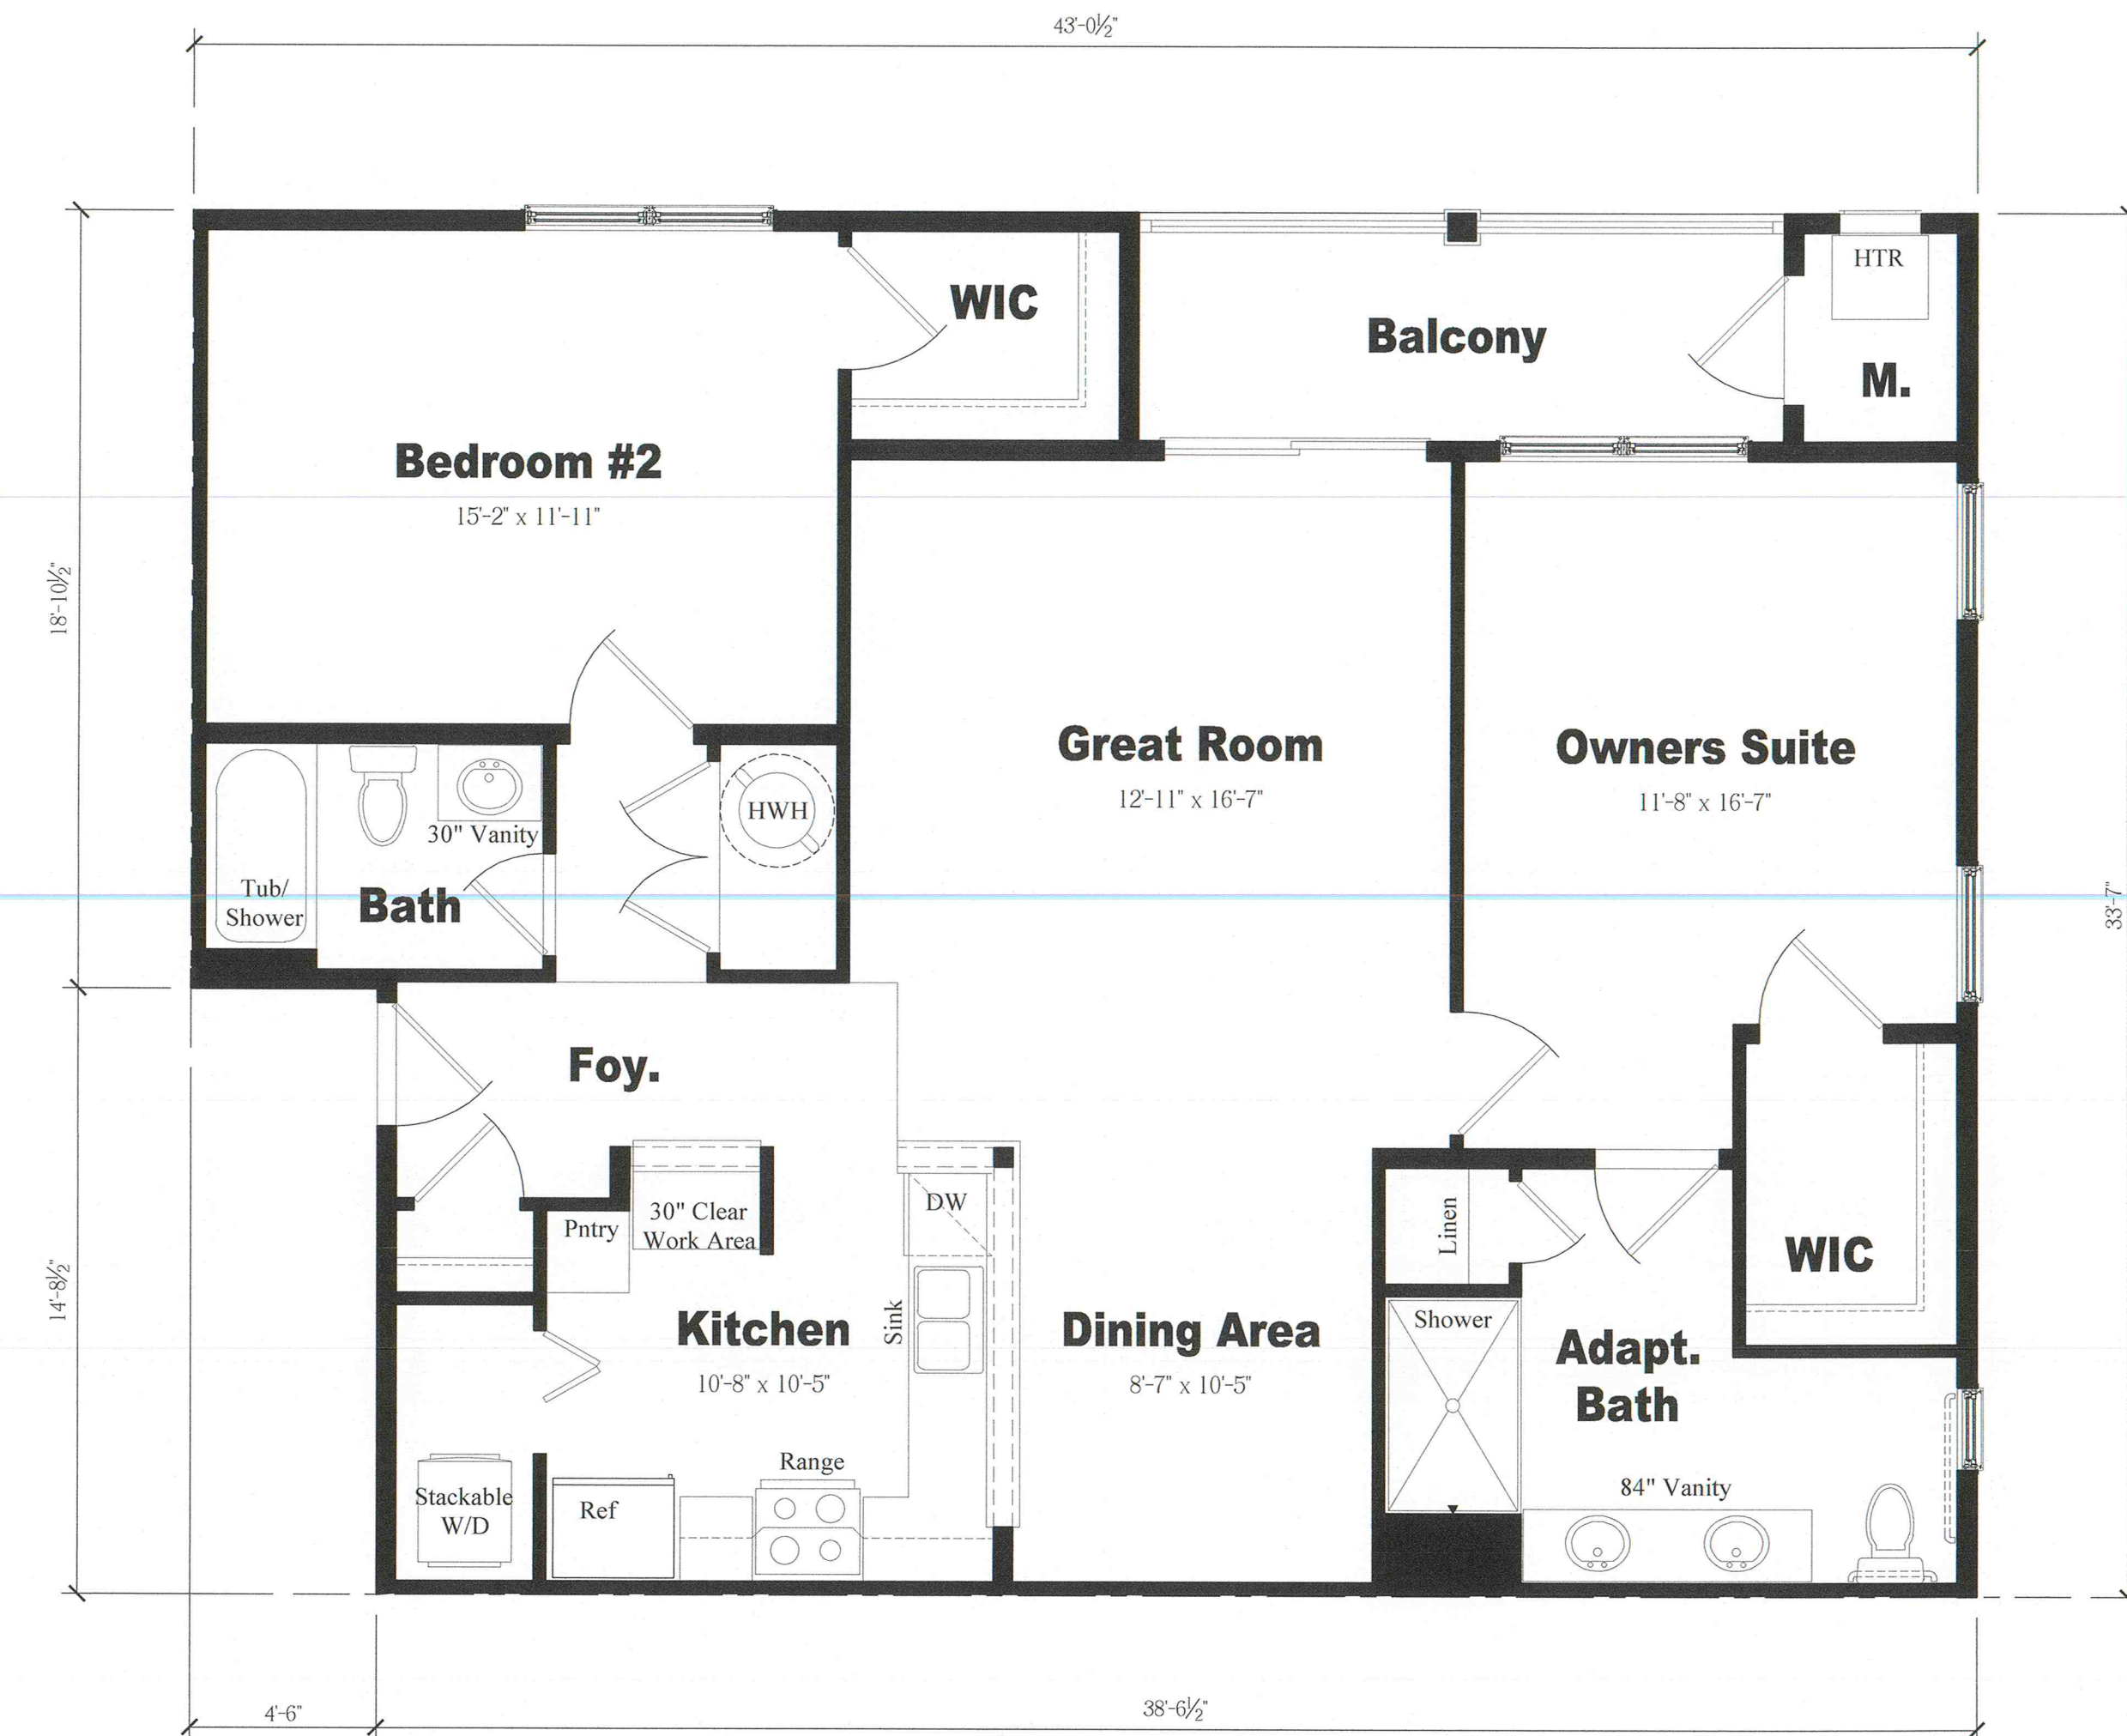 43'-0½"
HTR
WIC
Balcony
M.
Bedroom #2
15'-2" x 11'-11"
18'-10½"
Great Room
12'-11" x 16'-7"
Owners Suite
11'-8" x 16'-7"
HWH
30" Vanity
Tub/
Shower
Bath
33'-7"
Foy.
30" Clear
Work Area
Pntry
DW
Linen
WIC
14'-8½"
Kitchen
10'-8" x 10'-5"
Sink
Dining Area
8'-7" x 10'-5"
Shower
Adapt.
Bath
Range
84" Vanity
Stackable
W/D
Ref
4'-6"
38'-6½"